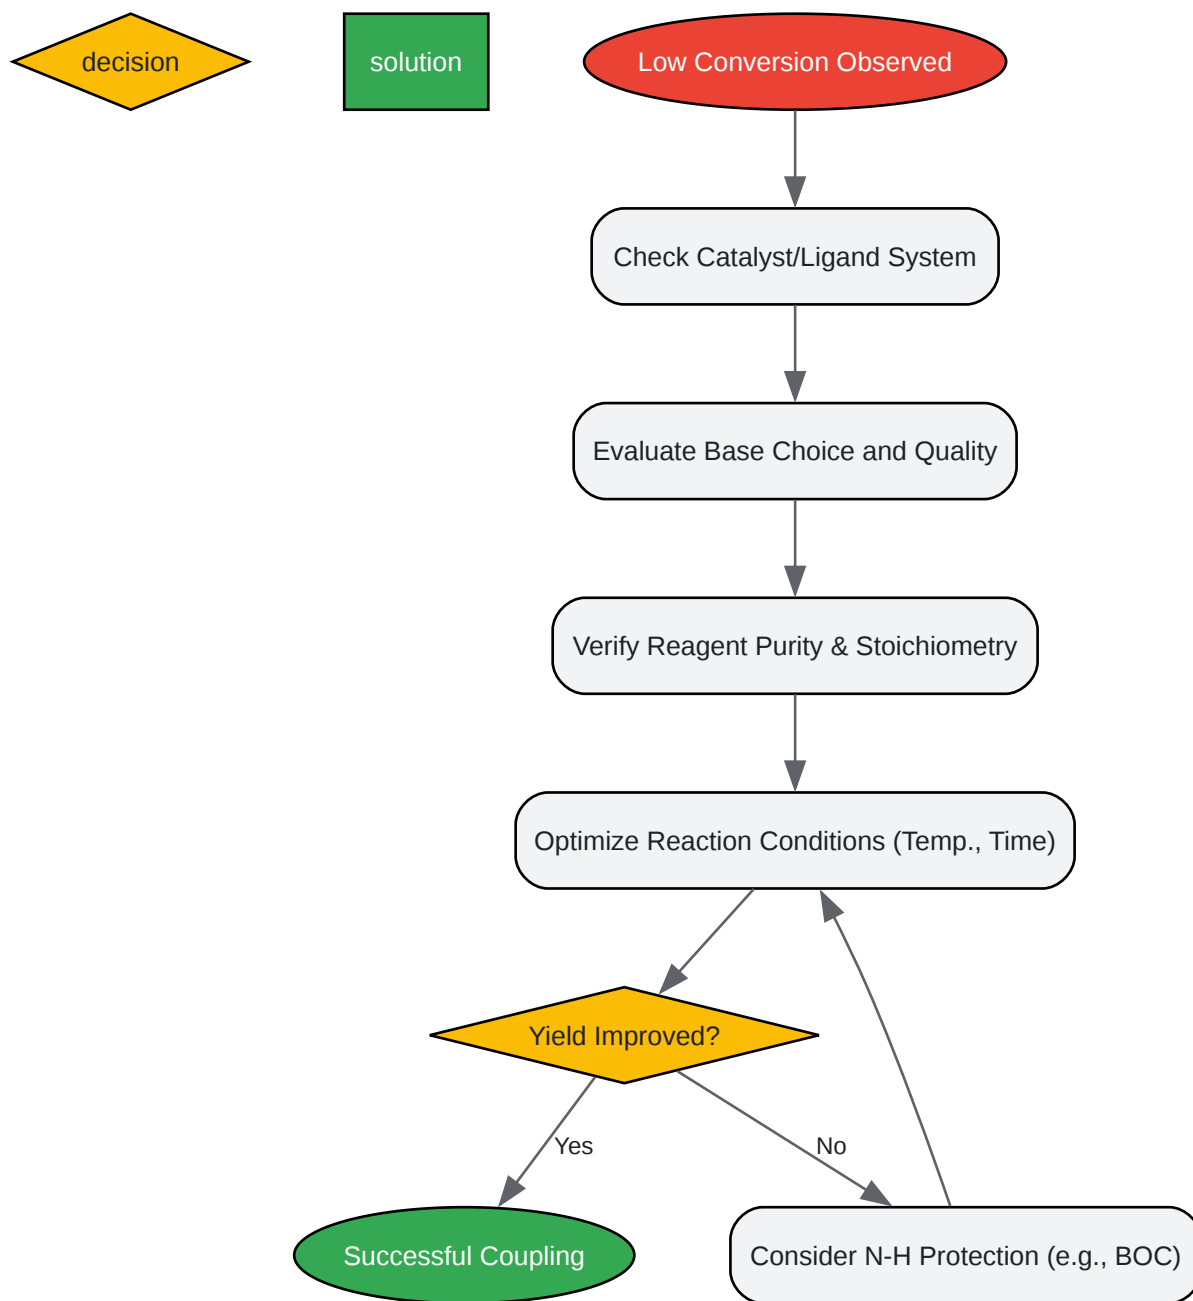 decision
solution
Low Conversion Observed
Check Catalyst/Ligand System
Evaluate Base Choice and Quality
Verify Reagent Purity & Stoichiometry
Optimize Reaction Conditions (Temp., Time)
Yield Improved?
Yes
No
Successful Coupling
Consider N-H Protection (e.g., BOC)